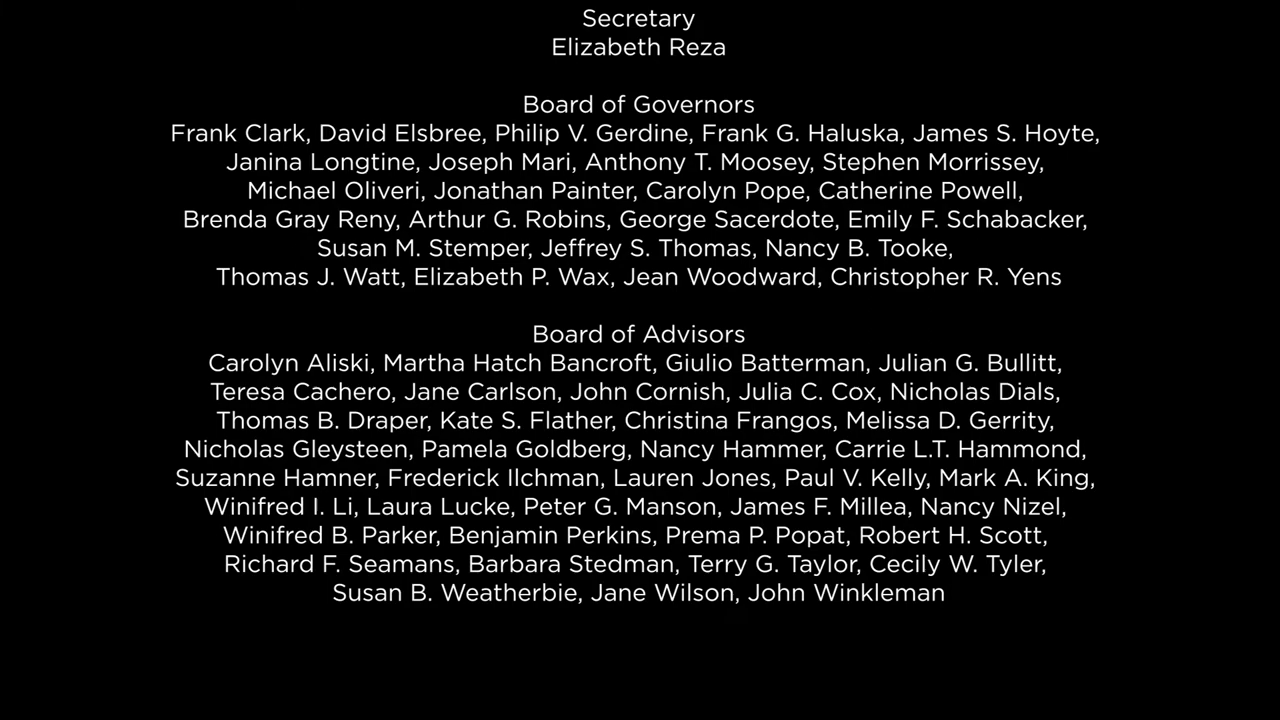 Secretary
Elizabeth Reza
Board of Governors
Frank Clark, David Elsbree, Philip V. Gerdine, Frank G. Haluska, James S. Hoyte,
Janina Longtine, Joseph Mari, Anthony T. Moosey, Stephen Morrissey,
Michael Oliveri, Jonathan Painter, Carolyn Pope, Catherine Powell,
Brenda Gray Reny, Arthur G. Robins, George Sacerdote, Emily F. Schabacker,
Susan M. Stemper, Jeffrey S. Thomas, Nancy B. Tooke,
Thomas J. Watt, Elizabeth P. Wax, Jean Woodward, Christopher R. Yens
Board of Advisors
Carolyn Aliski, Martha Hatch Bancroft, Giulio Batterman, Julian G. Bullitt,
Teresa Cachero, Jane Carlson, John Cornish, Julia C. Cox, Nicholas Dials,
Thomas B. Draper, Kate S. Flather, Christina Frangos, Melissa D. Gerrity,
Nicholas Gleysteen, Pamela Goldberg, Nancy Hammer, Carrie L.T. Hammond,
Suzanne Hamner, Frederick Ilchman, Lauren Jones, Paul V. Kelly, Mark A. King,
Winifred I. Li, Laura Lucke, Peter G. Manson, James F. Millea, Nancy Nizel,
Winifred B. Parker, Benjamin Perkins, Prema P. Popat, Robert H. Scott,
Richard F. Seamans, Barbara Stedman, Terry G. Taylor, Cecily W. Tyler,
Susan B. Weatherbie, Jane Wilson, John Winkleman